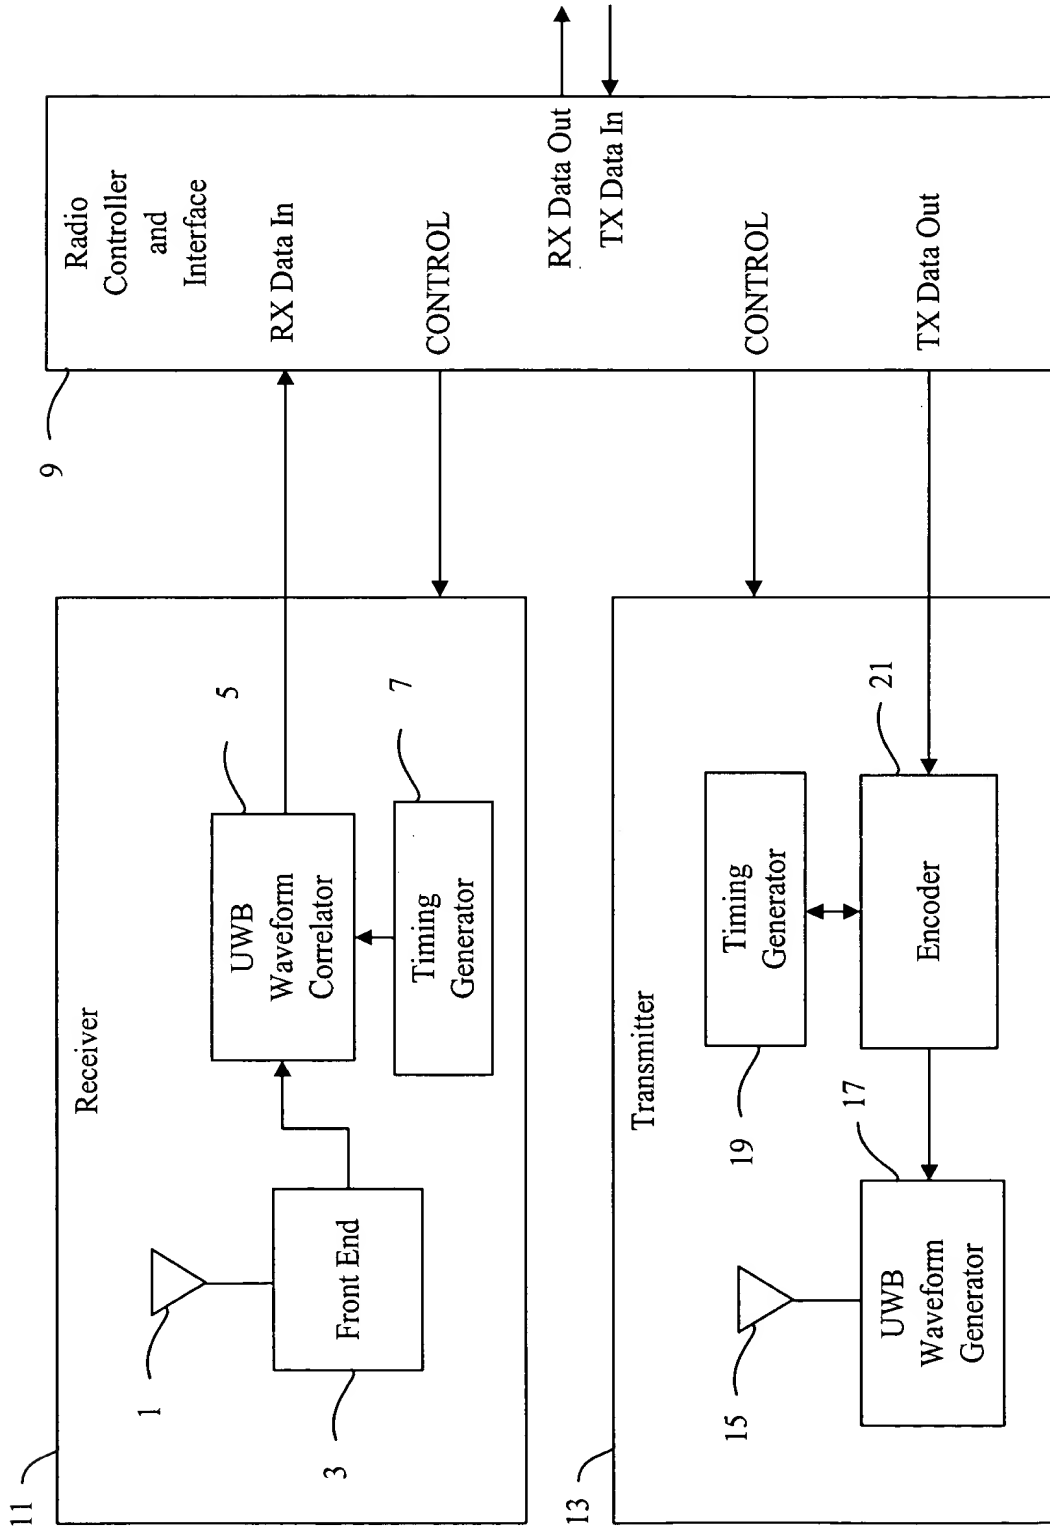 11
Receiver
1
3
Front End
UWB
Waveform
Correlator
5
Timing
Generator
7
9
Radio
Controller
and
Interface
RX Data In
CONTROL
RX Data Out
TX Data In
CONTROL
TX Data Out
13
Transmitter
15
UWB
Waveform
Generator
17
19
Timing
Generator
Encoder
21